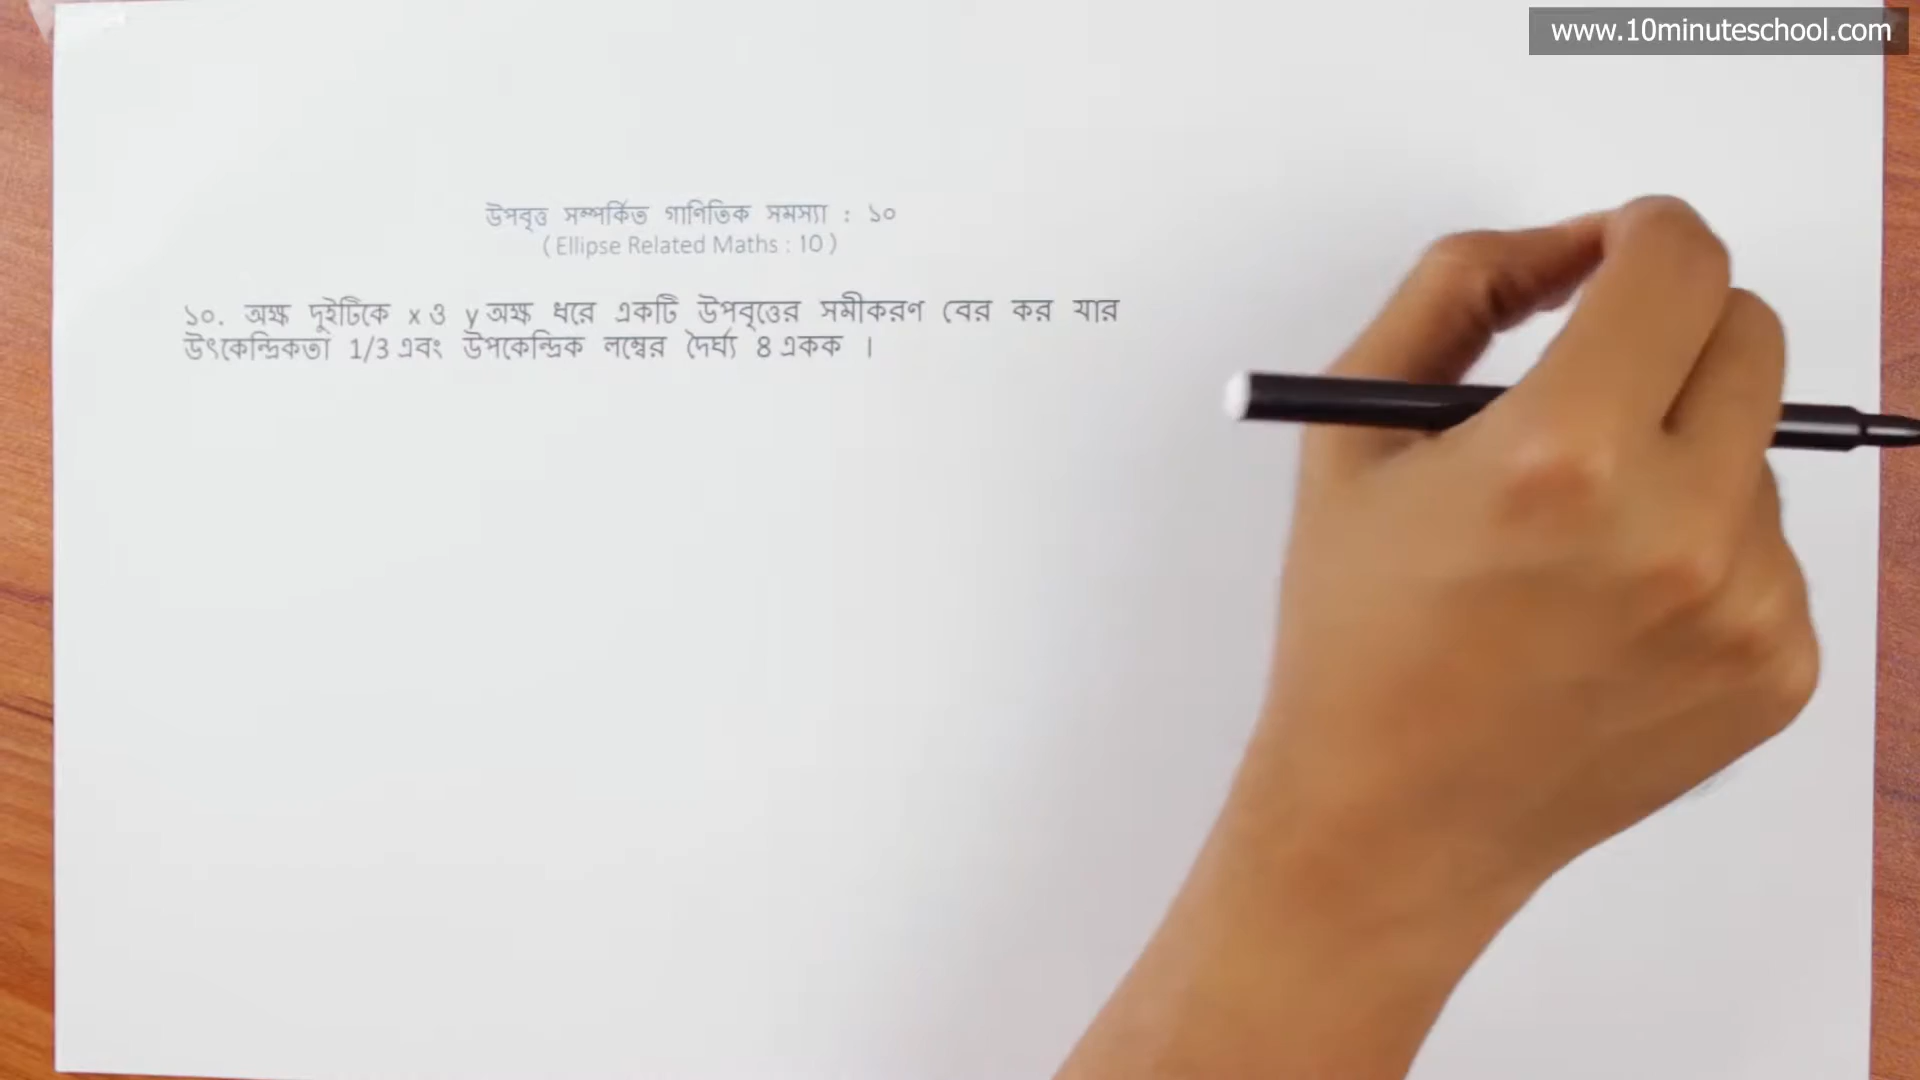 www.10minuteschool.com
উপবৃত্ত সম্পর্কিত গাণিতিক সমস্যা : ১০
( Ellipse Related Maths : 10 )
১০. অক্ষ দুইটিকে x ও y অক্ষ ধরে একটি উপবৃত্তের সমীকরণ বের কর যার
উৎকেন্দ্রিকতা 1/3 এবং উপকেন্দ্রিক লম্বের দৈর্ঘ্য 8 একক ।